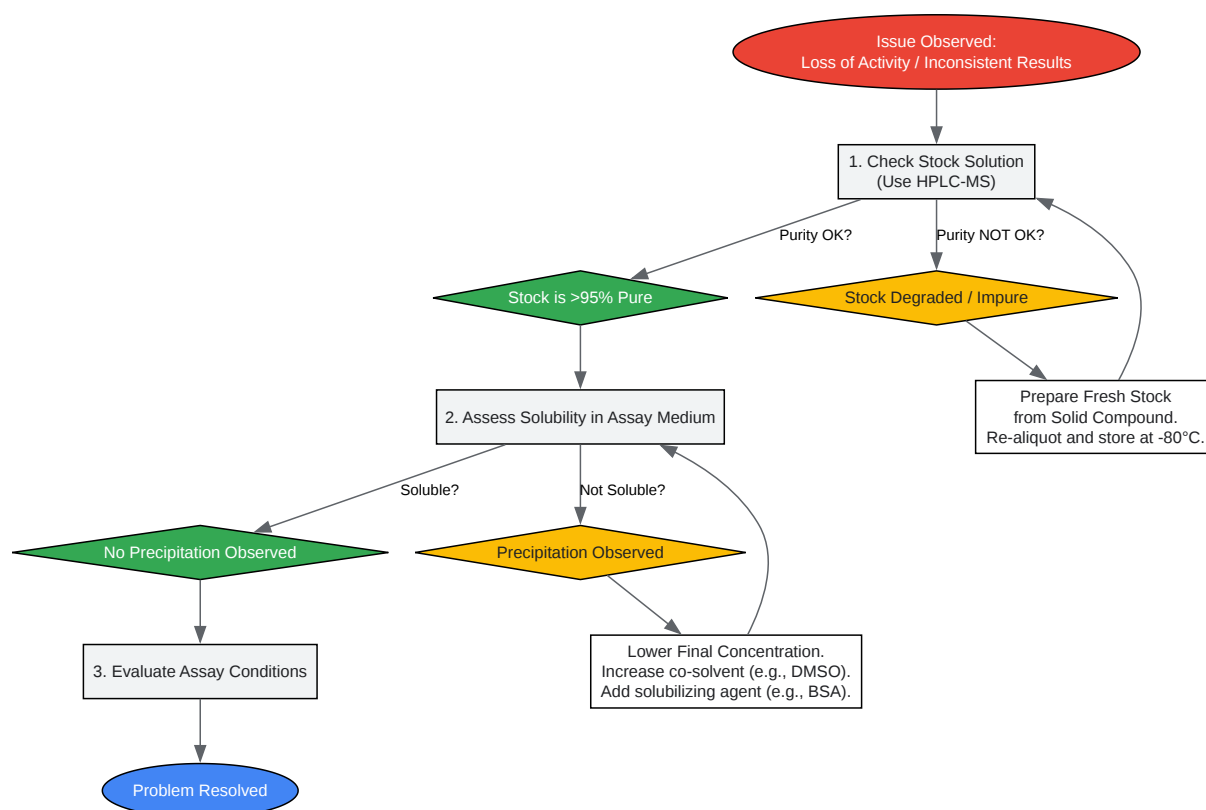 Issue Observed:
Loss of Activity / Inconsistent Results
1. Check Stock Solution
(Use HPLC-MS)
Purity OK?
Purity NOT OK?
Stock is >95% Pure
Stock Degraded / Impure
Prepare Fresh Stock
from Solid Compound.
Re-aliquot and store at -80°C.
2. Assess Solubility in Assay Medium
Soluble?
Not Soluble?
No Precipitation Observed
Precipitation Observed
Lower Final Concentration.
Increase co-solvent (e.g., DMSO).
Add solubilizing agent (e.g., BSA).
3. Evaluate Assay Conditions
Problem Resolved